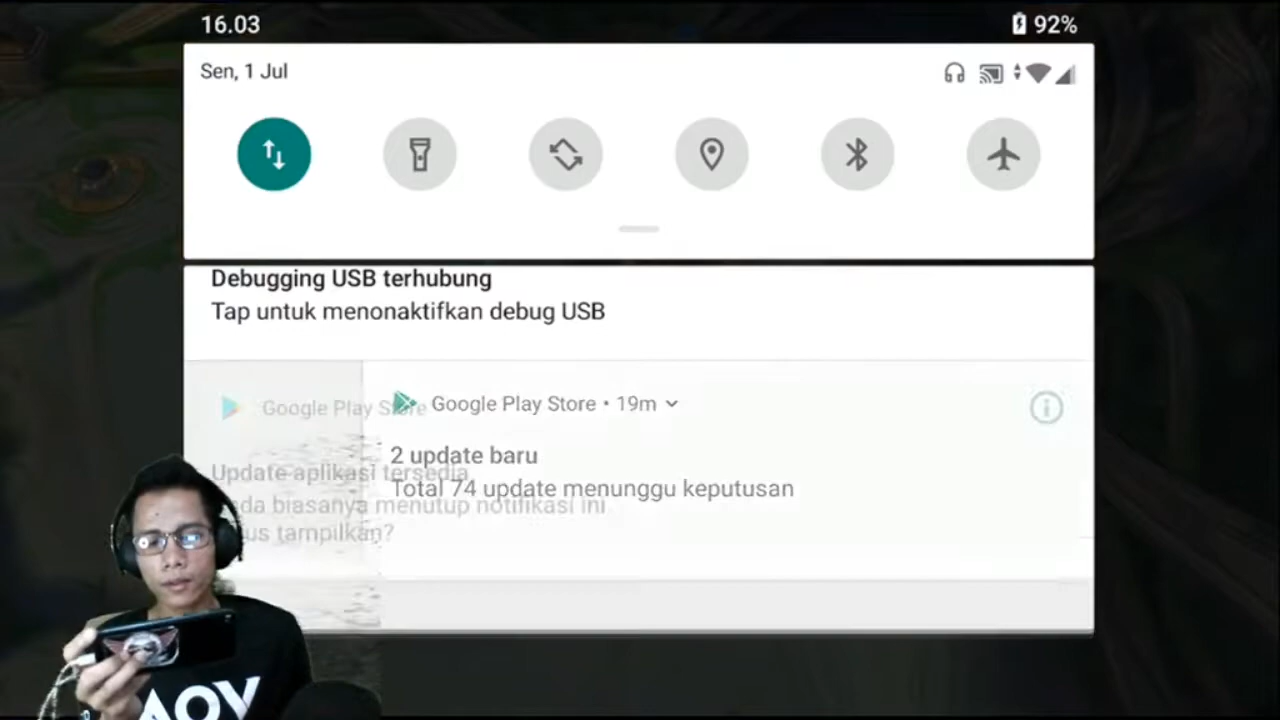 16.03
92%
Sen, 1 Jul
Debugging USB terhubung
Tap untuk menonaktifkan debug USB
Google Play Store
Google Play Store • 19m
2 update baru
Total 74 update menunggu keputusan
Update aplikasi tersedia
biasanya menutup notifikasi ini.
tampilkan?
AOV